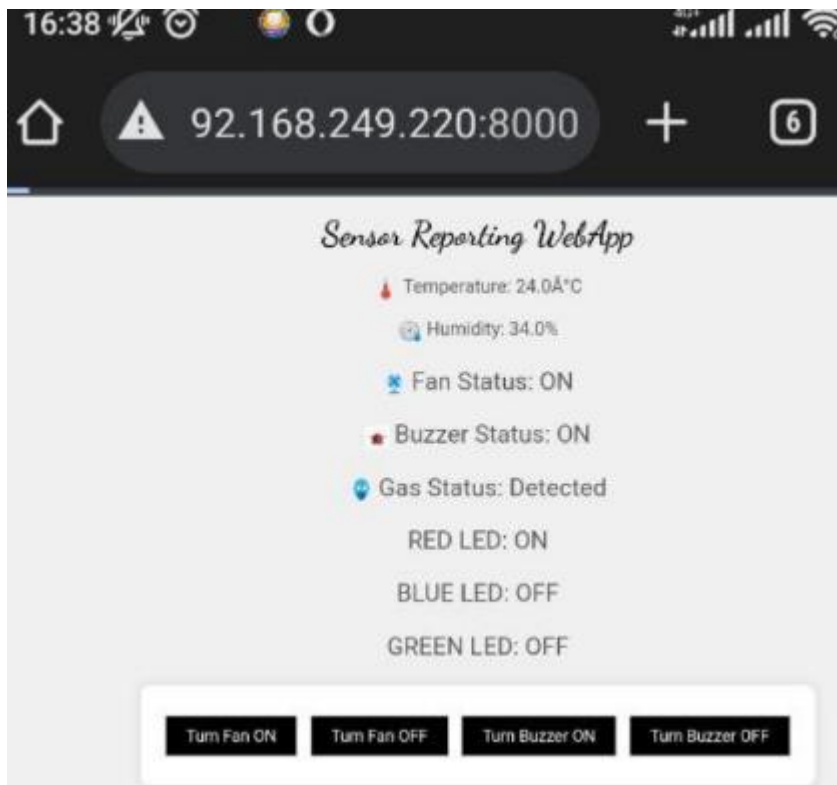 16:38
4G+
92.168.249.220:8000
6
Sensor Reporting WebApp
Temperature: 24.0Â°C
Humidity: 34.0%
Fan Status: ON
Buzzer Status: ON
Gas Status: Detected
RED LED: ON
BLUE LED: OFF
GREEN LED: OFF
Turn Fan ON Turn Fan OFF Turn Buzzer ON Turn Buzzer OFF